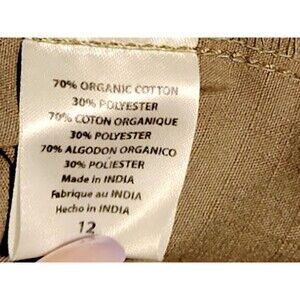 70% ORGANIC COTTON
30% POLYESTER
70% COTON ORGANIQUE
30% POLYESTER
70% ALGODON ORGANICO
30% POLIESTER
Made in INDIA
Fabrique au INDIA
Hecho in INDIA
12